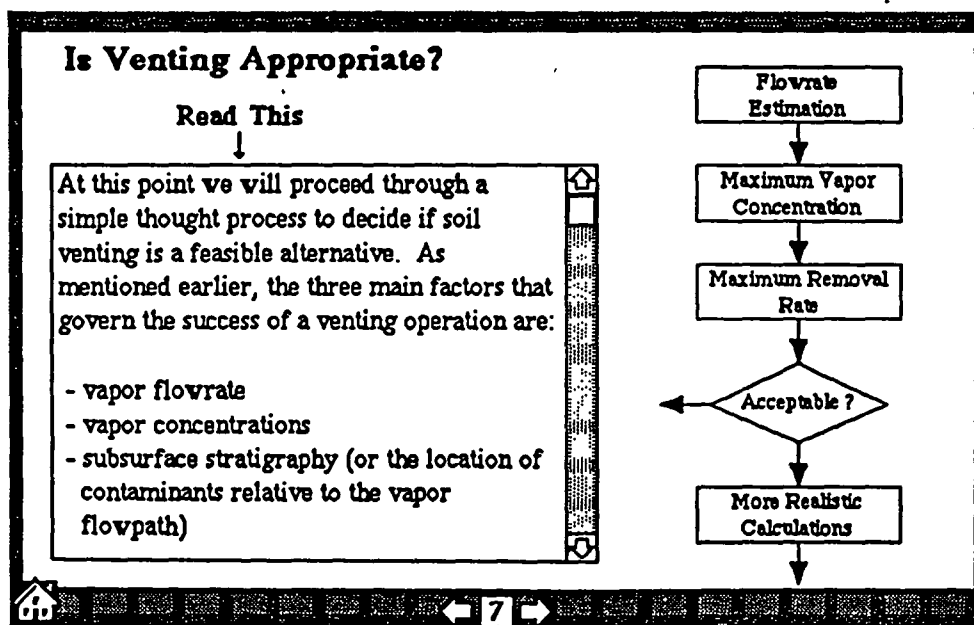 Is Venting Appropriate?
Read This
At this point we will proceed through a
simple thought process to decide if soil
venting is a feasible alternative. As
mentioned earlier, the three main factors that
govern the success of a venting operation are:
- vapor flowrate
- vapor concentrations
- subsurface stratigraphy (or the location of
contaminants relative to the vapor
flowpath)
Flowrate
Estimation
Maximum Vapor
Concentration
Maximum Removal
Rate
Acceptable ?
More Realistic
Calculations
7